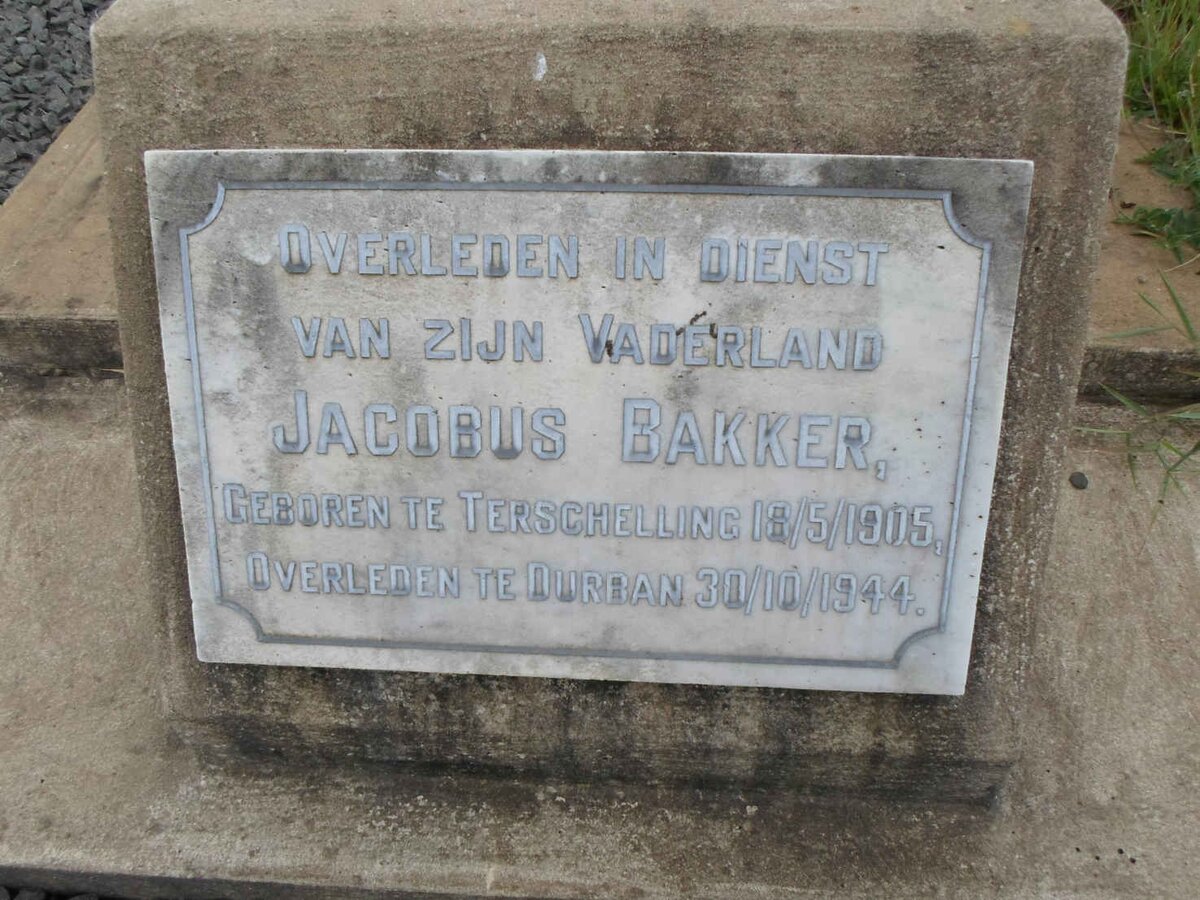 OVERLEDEN IN DIENST
VAN ZIJN VADERLAND
JACOBUS BAKKER,
GEBOREN TE TERSCHELLING 18/5/1905,
OVERLEDEN TE DURBAN 30/10/1944.